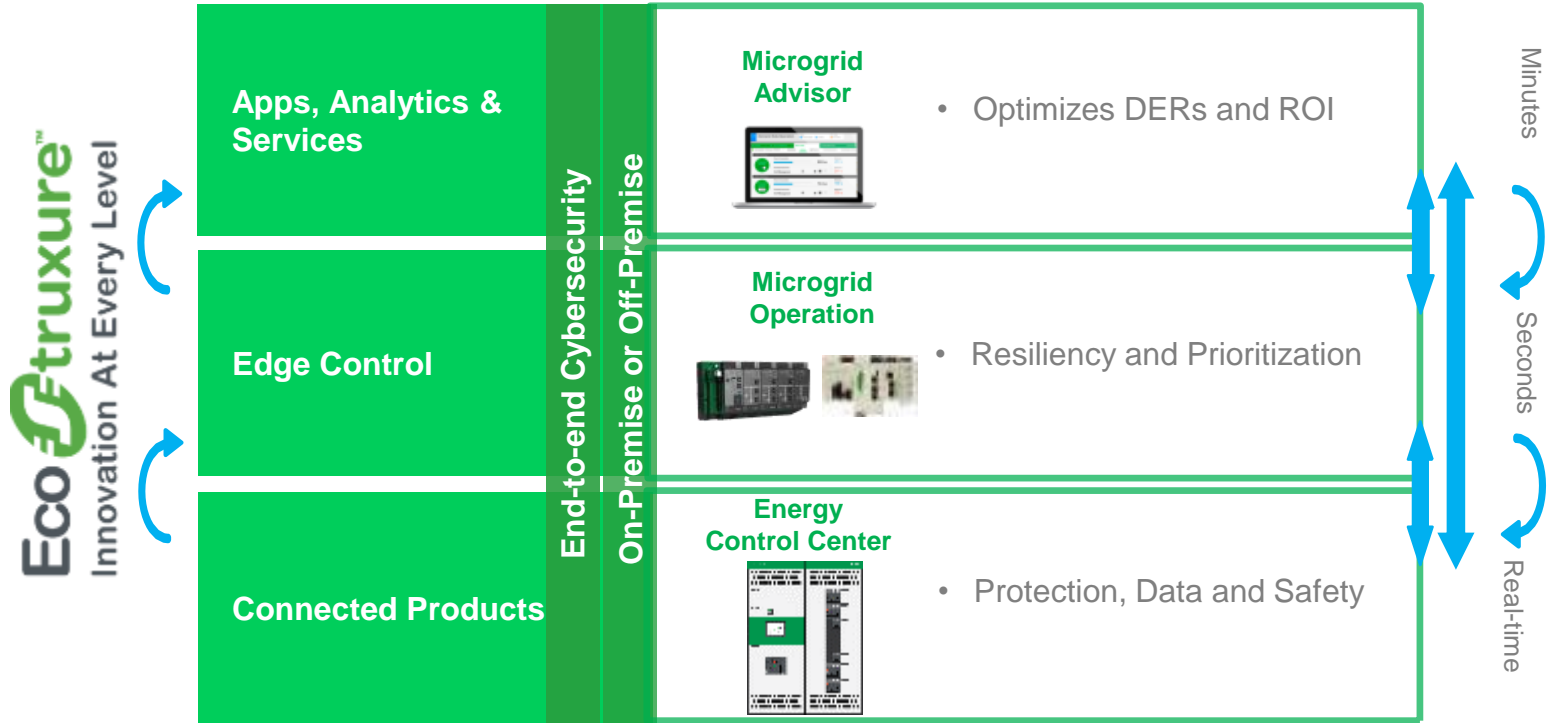 EcoStruxure™
Innovation At Every Level
Apps, Analytics &
Services
Edge Control
Connected Products
End-to-end Cybersecurity
On-Premise or Off-Premise
Microgrid
Advisor
• Optimizes DERs and ROI
Microgrid
Operation
• Resiliency and Prioritization
Energy
Control Center
• Protection, Data and Safety
Minutes
Seconds
Real-time